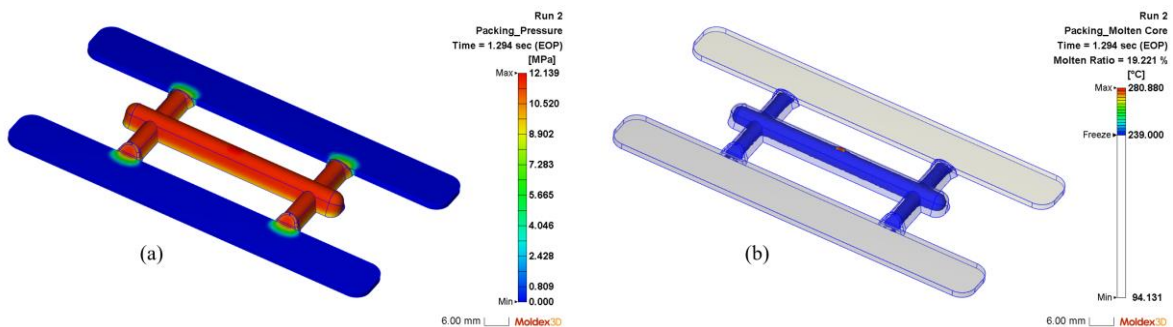 Run 2
Packing_Pressure
Time = 1.294 sec (EOP)
[MPa]
Max 12.139
10.520
8.902
7.283
5.665
4.046
2.428
0.809
Min 0.000
(a)
6.00 mm Moldex3D
Run 2
Packing_Molten Core
Time = 1.294 sec (EOP)
Molten Ratio = 19.221 %
[°C]
Max 280.880
Freeze 239.000
Min 94.131
(b)
6.00 mm Moldex3D